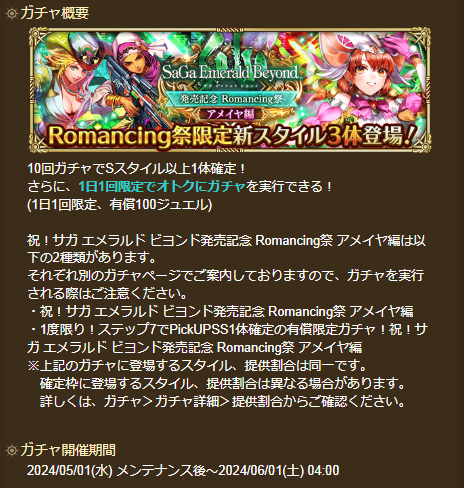 ガチャ概要
SaGa Emerald Beyond
発売記念 Romancing祭
アメイヤ編
Romancing祭限定新スタイル3体登場!
10回ガチャでSスタイル以上1体確定!
さらに、1日1回限定でオトクにガチャを実行できる!
(1日1回限定、有償100ジュエル)
祝!サガ エメラルド ビヨンド発売記念 Romancing祭 アメイヤ編は以
下の2種類があります。
それぞれ別のガチャページでご案内しておりますので、ガチャを実行
される際はご注意ください。
・祝!サガ エメラルド ビヨンド発売記念 Romancing祭 アメイヤ編
・1度限り!ステップ7でPickUPSS1体確定の有償限定ガチャ!祝!サ
ガ エメラルド ビヨンド発売記念 Romancing祭 アメイヤ編
※上記のガチャに登場するスタイル、提供割合は同一です。
確定枠に登場するスタイル、提供割合は異なる場合があります。
詳しくは、ガチャ>ガチャ詳細>提供割合からご確認ください。
ガチャ開催期間
2024/05/01(水) メンテナンス後～2024/06/01(土) 04:00